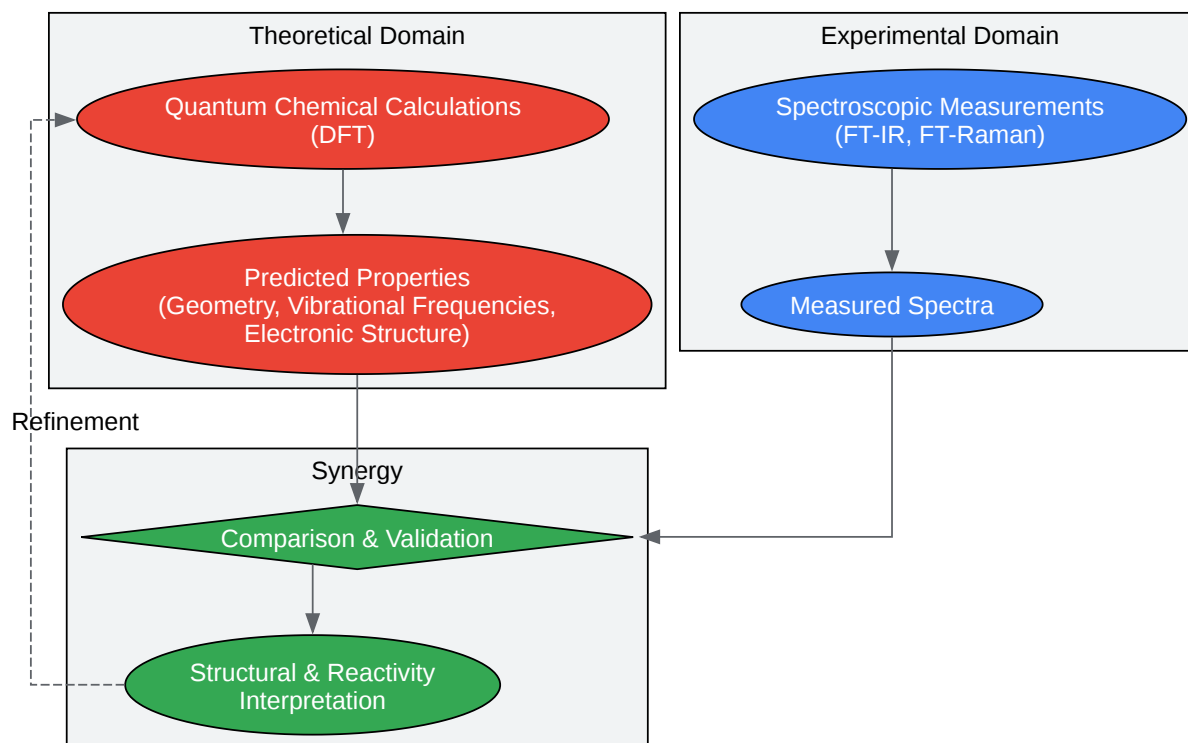 Theoretical Domain
Quantum Chemical Calculations
(DFT)
Predicted Properties
(Geometry, Vibrational Frequencies,
Electronic Structure)
Experimental Domain
Spectroscopic Measurements
(FT-IR, FT-Raman)
Measured Spectra
Refinement
Synergy
Comparison & Validation
Structural & Reactivity
Interpretation